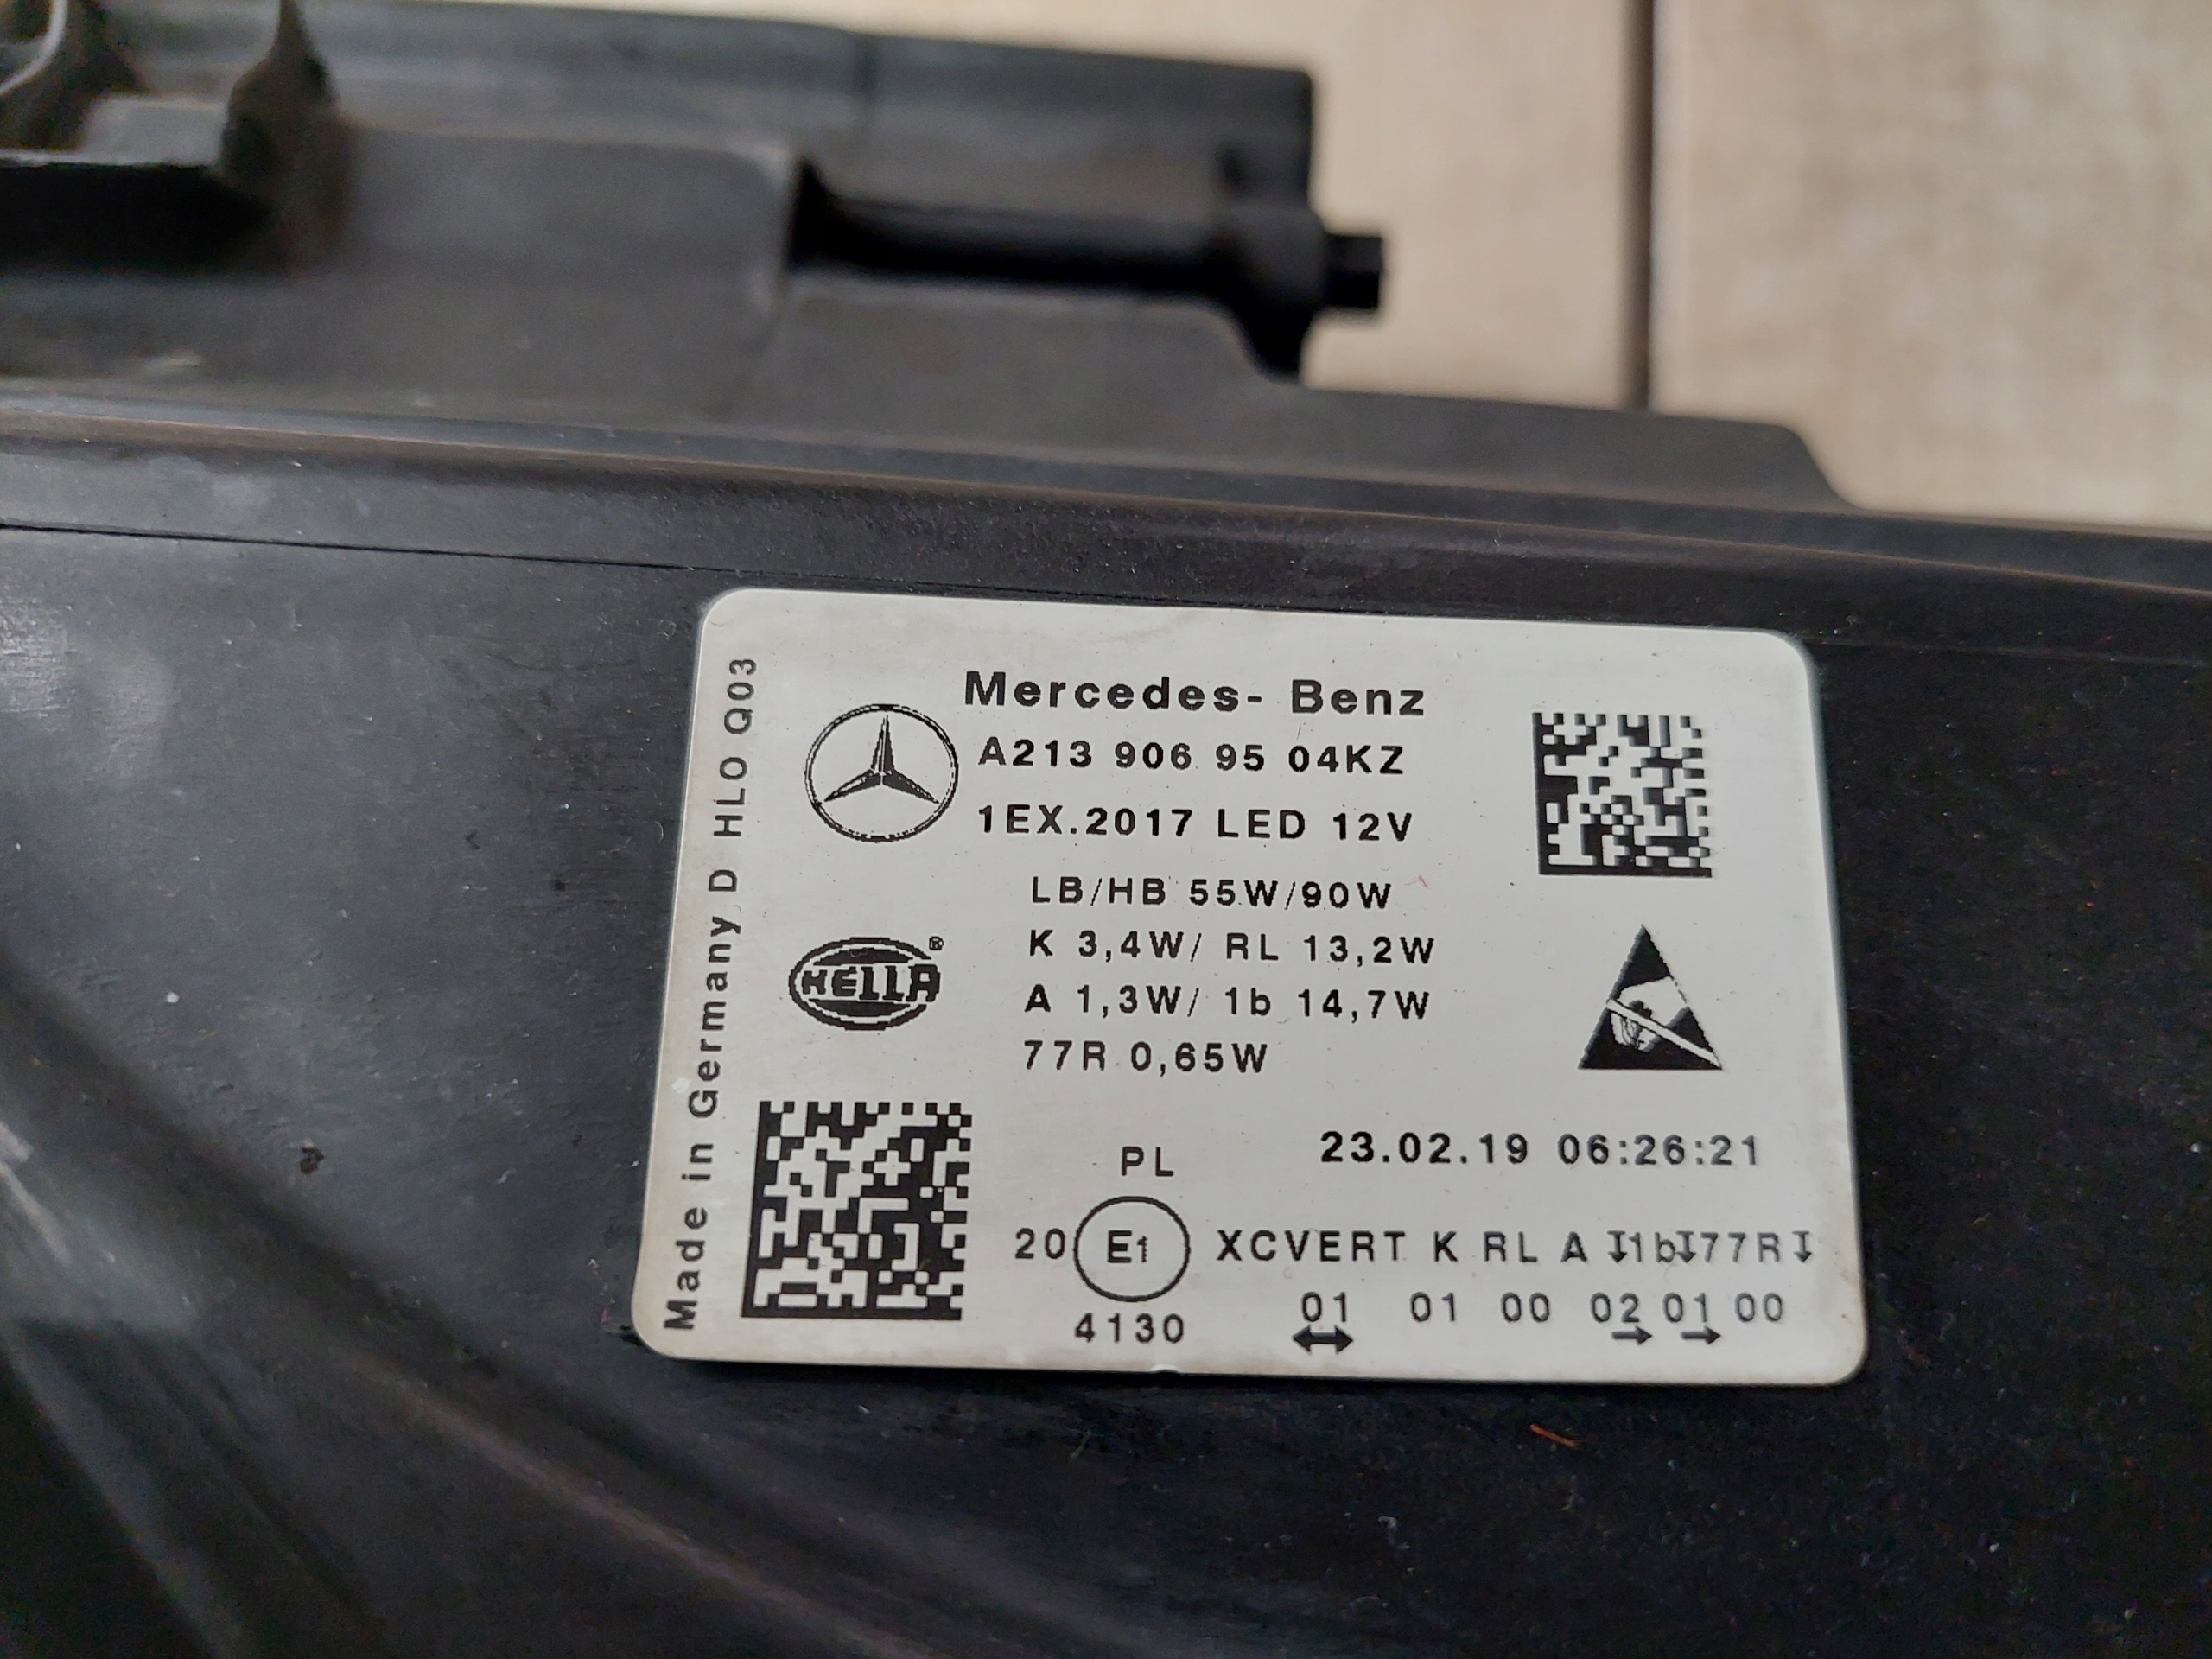 Mercedes- Benz
A213 906 95 04KZ
1EX.2017 LED 12V
LB/HB 55W/90W
K 3,4W/ RL 13,2W
A 1,3W/ 1b 14,7W
77R 0,65W
HELLA®
Made in Germany D HLO Q03
23.02.19 06:26:21
PL
20 E1 XCVERT K RL A ↧1b↧77R↧
4130 01 01 00 02 01 00
↔ → →